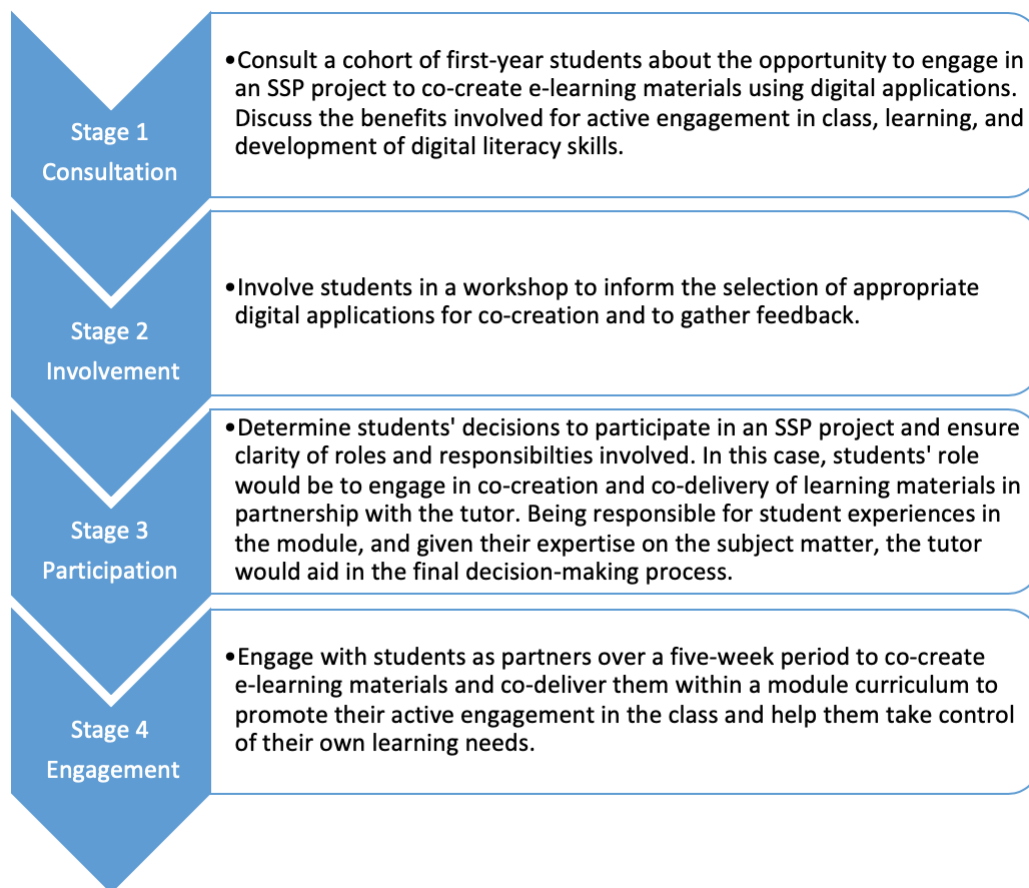 Stage 1
Consultation
•Consult a cohort of first-year students about the opportunity to engage in
an SSP project to co-create e-learning materials using digital applications.
Discuss the benefits involved for active engagement in class, learning, and
development of digital literacy skills.
Stage 2
Involvement
•Involve students in a workshop to inform the selection of appropriate
digital applications for co-creation and to gather feedback.
Stage 3
Participation
•Determine students' decisions to participate in an SSP project and ensure
clarity of roles and responsibilties involved. In this case, students' role
would be to engage in co-creation and co-delivery of learning materials in
partnership with the tutor. Being responsible for student experiences in
the module, and given their expertise on the subject matter, the tutor
would aid in the final decision-making process.
Stage 4
Engagement
•Engage with students as partners over a five-week period to co-create
e-learning materials and co-deliver them within a module curriculum to
promote their active engagement in the class and help them take control
of their own learning needs.